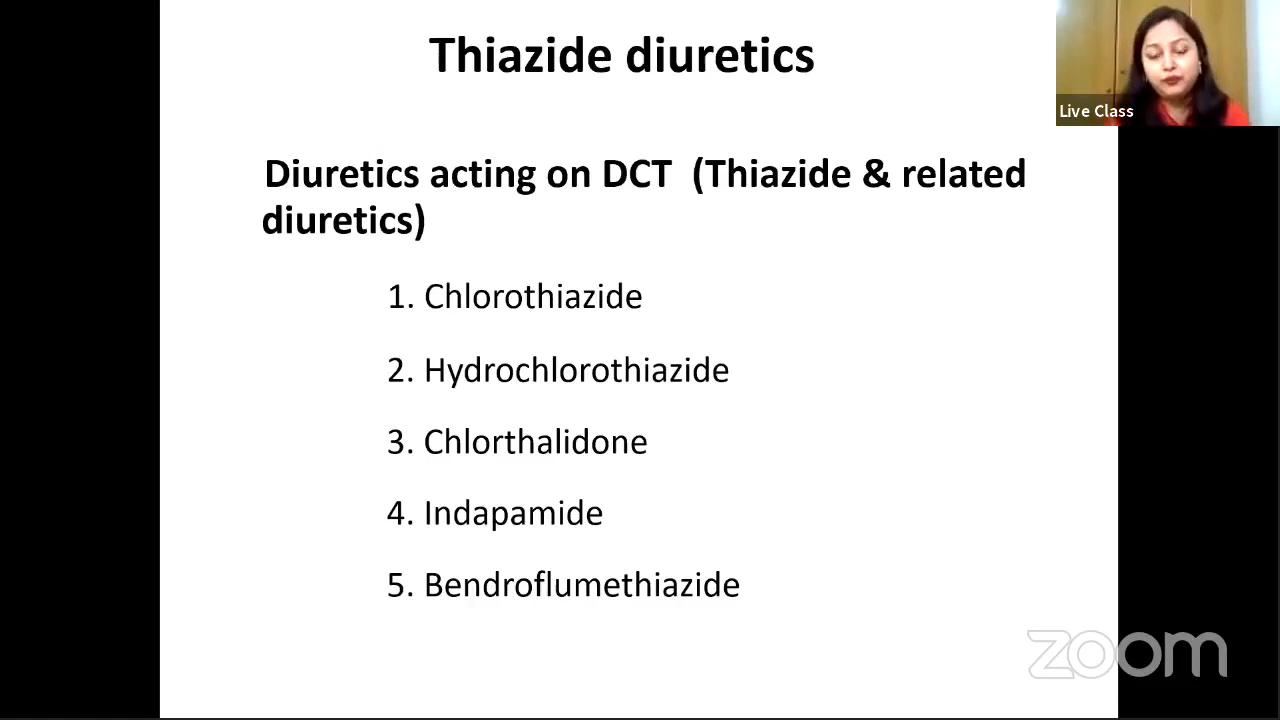 Thiazide diuretics
Live Class
Diuretics acting on DCT (Thiazide & related
diuretics)
1. Chlorothiazide
2. Hydrochlorothiazide
3. Chlorthalidone
4. Indapamide
5. Bendroflumethiazide
zoom